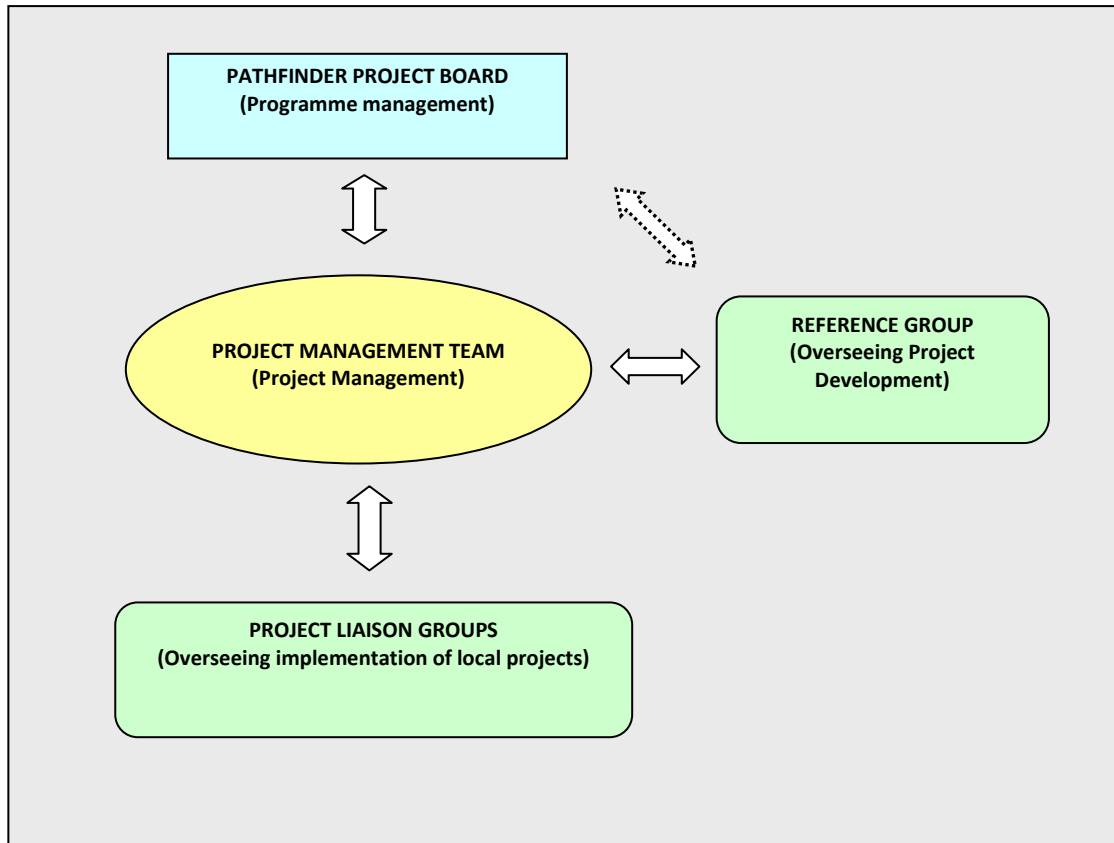 PATHFINDER PROJECT BOARD
(Programme management)
PROJECT MANAGEMENT TEAM
(Project Management)
REFERENCE GROUP
(Overseeing Project
Development)
PROJECT LIAISON GROUPS
(Overseeing implementation of local projects)